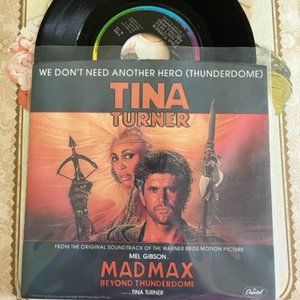 WE DON'T NEED ANOTHER HERO (THUNDERDOME)
TINA
TURNER
FROM THE ORIGINAL SOUNDTRACK OF THE WARNER BROS MOTION PICTURE
MEL GIBSON
MAD MAX
BEYOND THUNDERDOME
TINA TURNER
Capitol